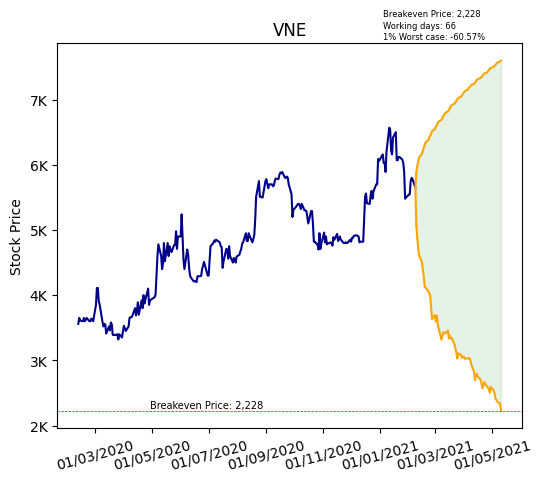 Breakeven Price: 2,228
Working days: 66
1% Worst case: -60.57%
VNE
Stock Price
7K
6K
5K
4K
3K
2K
Breakeven Price: 2,228
01/03/2020
01/05/2020
01/07/2020
01/09/2020
01/11/2020
01/01/2021
01/03/2021
01/05/2021